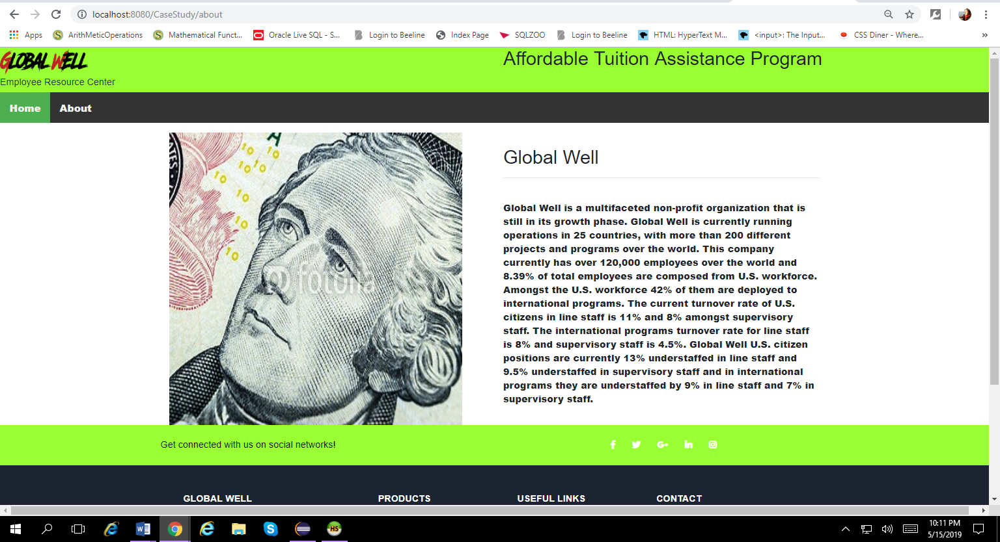 localhost:8080/CaseStudy/about
Apps ArithMeticOperations Mathematical Funct... Oracle Live SQL - S... Login to Beeline Index Page SQLZOO Login to Beeline HTML: HyperText M... <input>: The Input... CSS Diner - Where... »
GLOBAL WELL
Affordable Tuition Assistance Program
Employee Resource Center
Home About
A
10
10
10
10
10
10
10
10
fotolia
Global Well
Global Well is a multifaceted non-profit organization that is
still in its growth phase. Global Well is currently running
operations in 25 countries, with more than 200 different
projects and programs over the world. This company
currently has over 120,000 employees over the world and
8.39% of total employees are composed from U.S. workforce.
Amongst the U.S. workforce 42% of them are deployed to
international programs. The current turnover rate of U.S.
citizens in line staff is 11% and 8% amongst supervisory
staff. The international programs turnover rate for line staff
is 8% and supervisory staff is 4.5%. Global Well U.S. citizen
positions are currently 13% understaffed in line staff and
9.5% understaffed in supervisory staff and in international
programs they are understaffed by 9% in line staff and 7% in
supervisory staff.
Get connected with us on social networks!
GLOBAL WELL PRODUCTS USEFUL LINKS CONTACT
HS
10:11 PM
5/15/2019